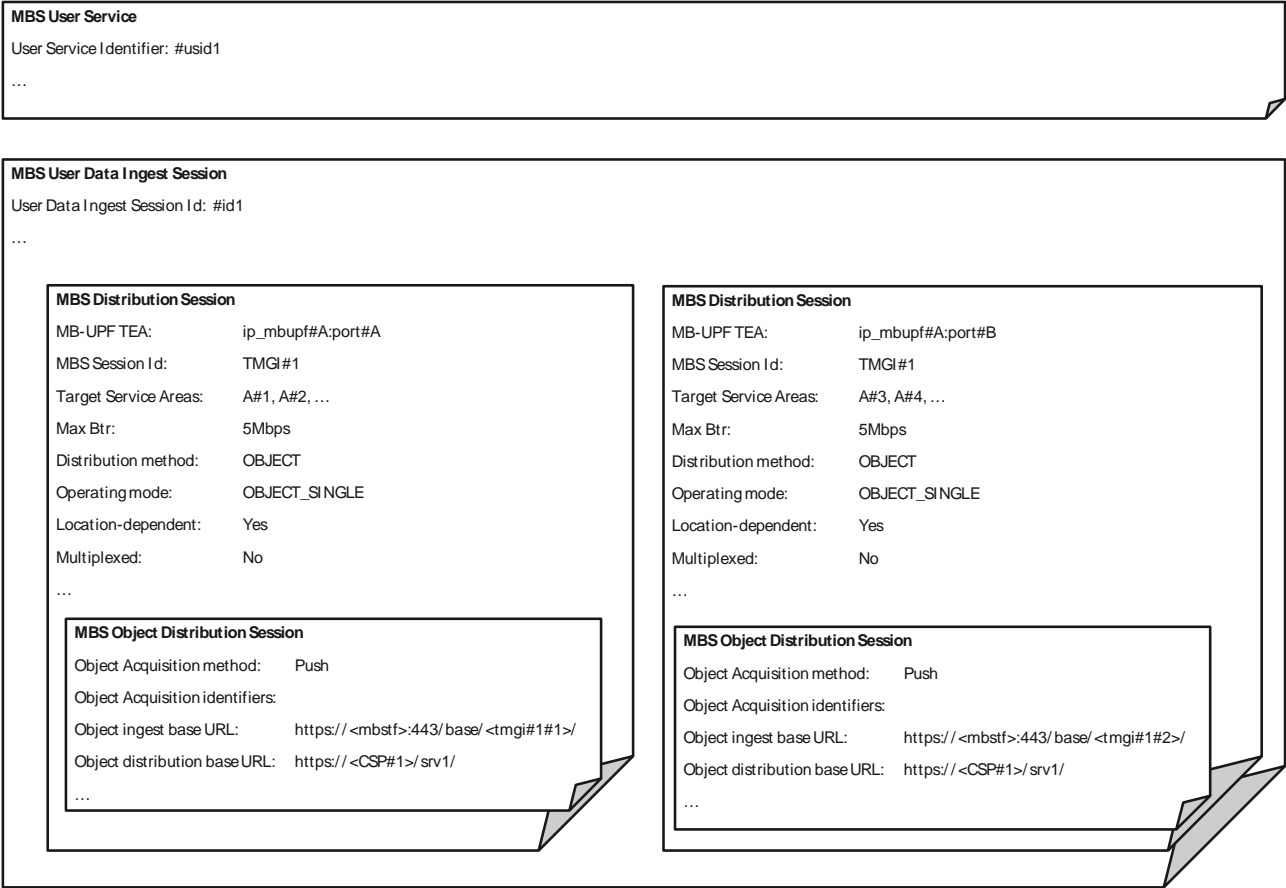 MBS User Service
User Service Identifier: #usid1
…
MBS User Data Ingest Session
User Data Ingest Session Id: #id1
…
MBS Distribution Session
MB-UPF TEA: ip_mbupf#A:port#A
MBS Session Id: TMGI#1
Target Service Areas: A#1, A#2, …
Max Btr: 5Mbps
Distribution method: OBJECT
Operating mode: OBJECT_SINGLE
Location-dependent: Yes
Multiplexed: No
…
MBS Object Distribution Session
Object Acquisition method: Push
Object Acquisition identifiers:
Object ingest base URL: https://<mbstf>:443/base/<tmgi#1#1>/
Object distribution base URL: https://<CSP#1>/srv1/
…
MBS Distribution Session
MB-UPF TEA: ip_mbupf#A:port#B
MBS Session Id: TMGI#1
Target Service Areas: A#3, A#4, …
Max Btr: 5Mbps
Distribution method: OBJECT
Operating mode: OBJECT_SINGLE
Location-dependent: Yes
Multiplexed: No
…
MBS Object Distribution Session
Object Acquisition method: Push
Object Acquisition identifiers:
Object ingest base URL: https://<mbstf>:443/base/<tmgi#1#2>/
Object distribution base URL: https://<CSP#1>/srv1/
…